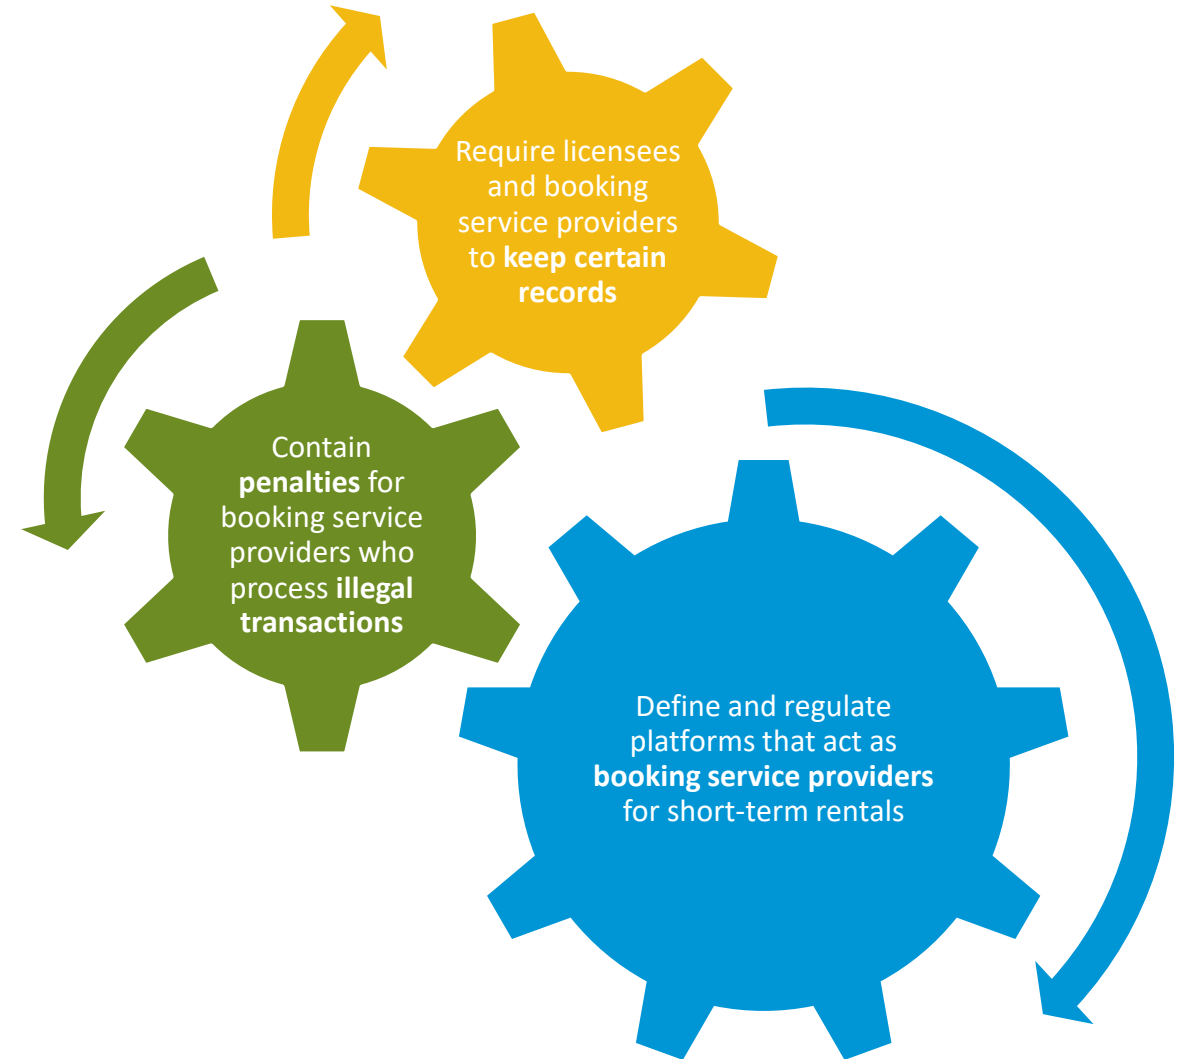 Require licensees
and booking
service providers
to keep certain
records
Contain
penalties for
booking service
providers who
process illegal
transactions
Define and regulate
platforms that act as
booking service providers
for short-term rentals